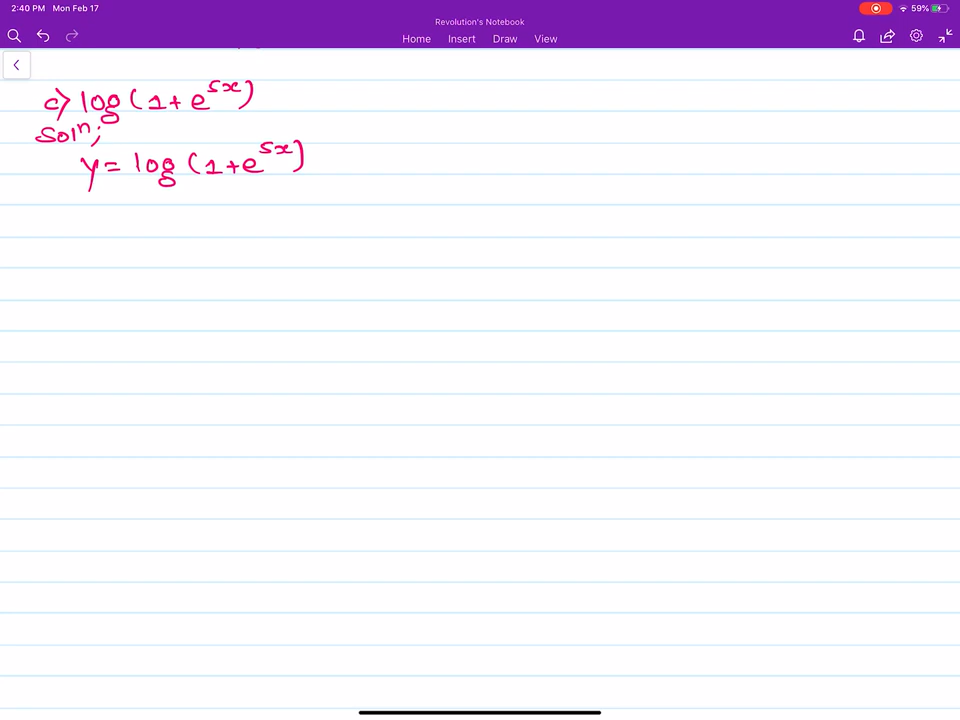 2:40 PM Mon Feb 17
59%
Revolution's Notebook
Home Insert Draw View
c) log(1+e^{5x})
Solⁿ;
y = log(1+e^{5x})